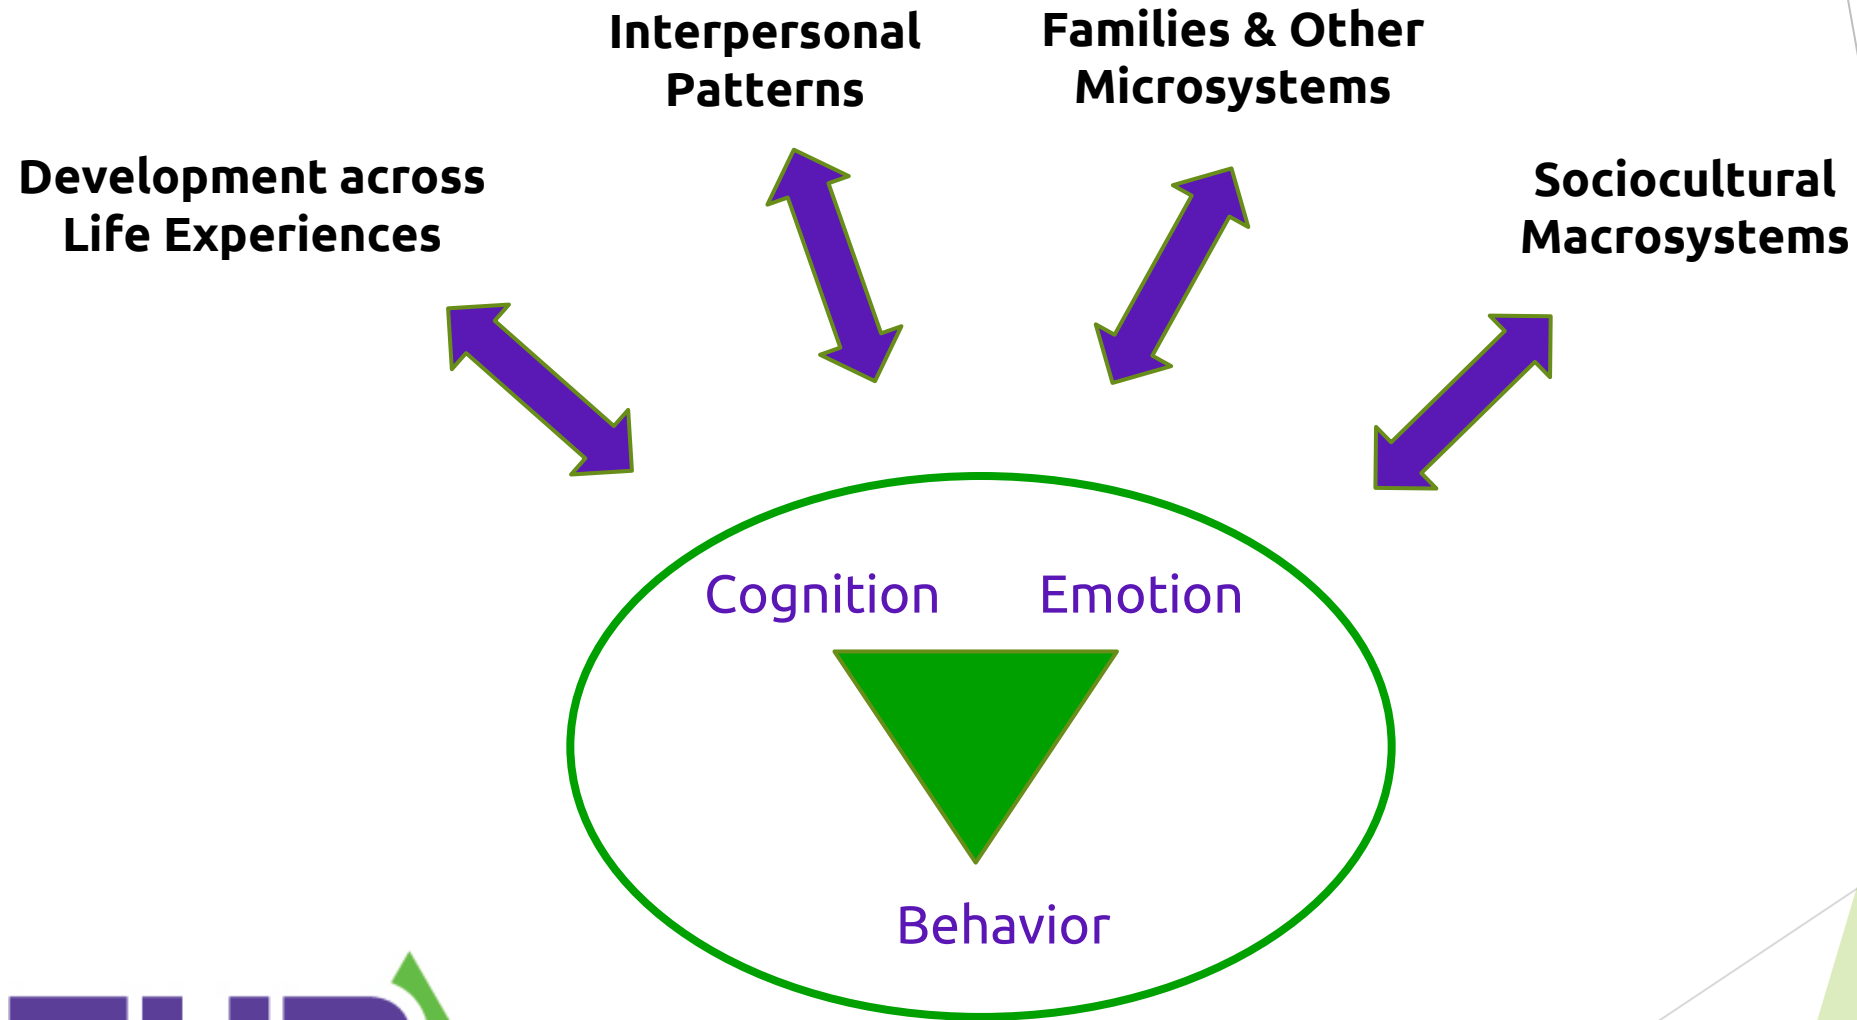 Interpersonal
Patterns
Families & Other
Microsystems
Development across
Life Experiences
Sociocultural
Macrosystems
Cognition
Emotion
Behavior